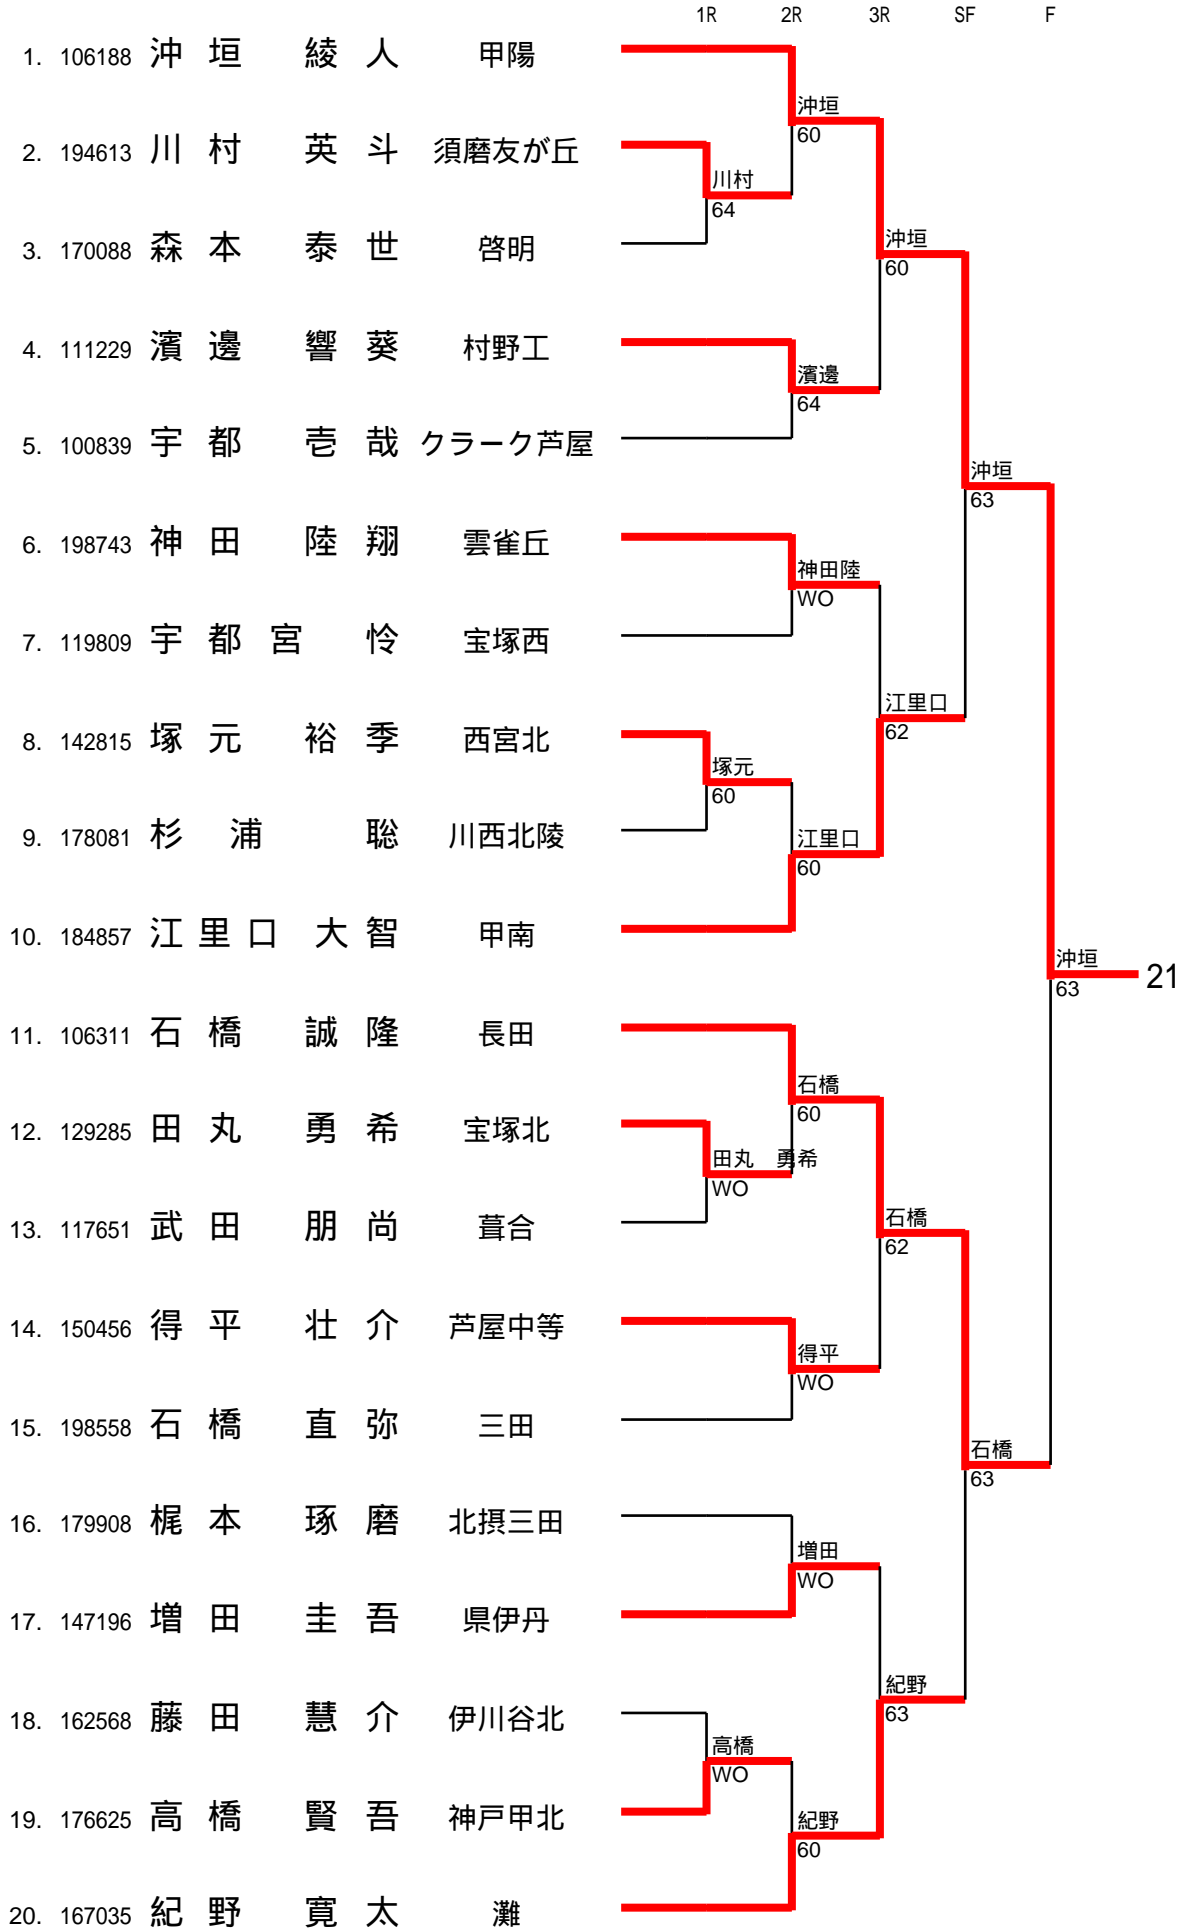 1R 2R 3R SF F
1. 106188 沖垣 綾人 甲陽
沖垣
60
2. 194613 川村 英斗 須磨友が丘
川村
64
3. 170088 森本 泰世 啓明
沖垣
60
4. 111229 濱邊 響葵 村野工
濱邊
64
5. 100839 宇都 壱哉 クラーク芦屋
沖垣
63
6. 198743 神田 陸翔 雲雀丘
神田陸
WO
7. 119809 宇都宮 怜 宝塚西
江里口
62
8. 142815 塚元 裕季 西宮北
塚元
60
9. 178081 杉浦 聡 川西北陵
江里口
60
10. 184857 江里口 大智 甲南
沖垣
63
21
11. 106311 石橋 誠隆 長田
石橋
60
12. 129285 田丸 勇希 宝塚北
田丸 勇希
WO
13. 117651 武田 朋尚 葺合
石橋
62
14. 150456 得平 壮介 芦屋中等
得平
WO
15. 198558 石橋 直弥 三田
石橋
63
16. 179908 梶本 琢磨 北摂三田
増田
WO
17. 147196 増田 圭吾 県伊丹
紀野
63
18. 162568 藤田 慧介 伊川谷北
高橋
WO
19. 176625 高橋 賢吾 神戸甲北
紀野
60
20. 167035 紀野 寛太 灘